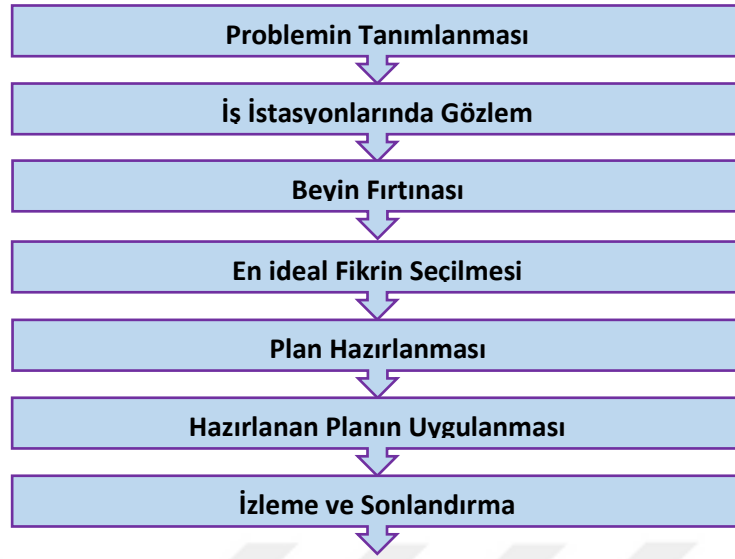 Problemin Tanımlanması
İş İstasyonlarında Gözlem
Beyin Fırtınası
En ideal Fikrin Seçilmesi
Plan Hazırlanması
Hazırlanan Planın Uygulanması
İzleme ve Sonlandırma